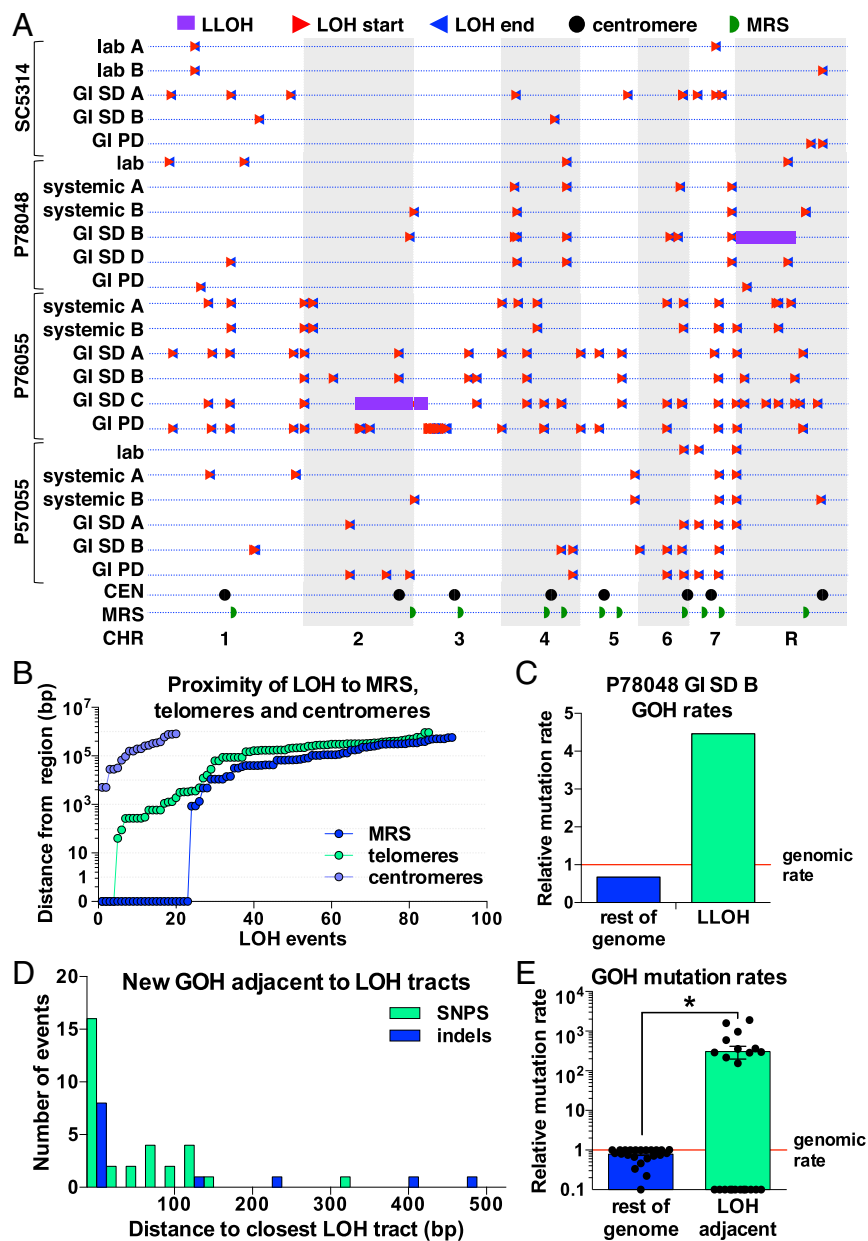 A
LLOH LOH start LOH end centromere MRS
SC5314
lab A
lab B
GI SD A
GI SD B
GI PD
P78048
lab
systemic A
systemic B
GI SD B
GI SD D
GI PD
P76055
systemic A
systemic B
GI SD A
GI SD B
GI SD C
GI PD
P57055
lab
systemic A
systemic B
GI SD A
GI SD B
GI PD
CEN
MRS
CHR 1 2 3 4 5 6 7 R
B
Proximity of LOH to MRS,
telomeres and centromeres
Distance from region (bp)
10^7
10^5
10^3
10
1
0
MRS
telomeres
centromeres
0 20 40 60 80 100
LOH events
C
P78048 GI SD B
GOH rates
Relative mutation rate
5
4
3
2
1
0
genomic
rate
rest of
genome
LLOH
D
New GOH adjacent to LOH tracts
Number of events
20
15
10
5
0
SNPS
indels
100 200 300 400 500
Distance to closest LOH tract (bp)
E
GOH mutation rates
Relative mutation rate
10^4
10^3
10^2
10
1
0.1
*
genomic
rate
rest of
genome
LOH
adjacent